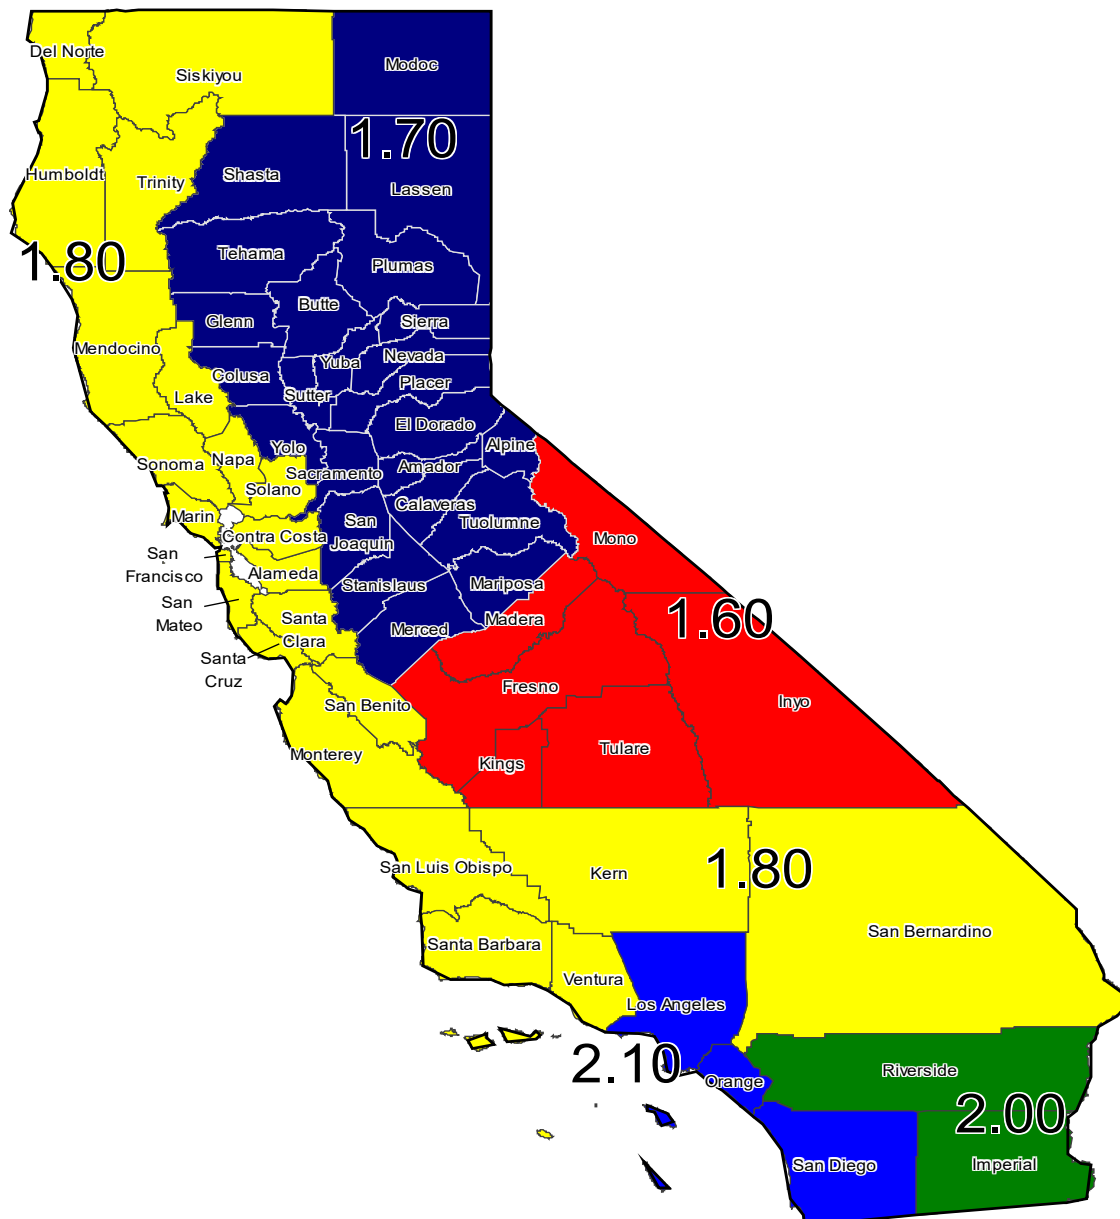 Del Norte
Siskiyou
Modoc
1.70
Humboldt
Trinity
Shasta
Lassen
1.80
Tehama
Plumas
Butte
Glenn
Sierra
Mendocino
Yuba
Nevada
Colusa
Placer
Lake
Sutter
El Dorado
Alpine
Yolo
Sonoma
Napa
Sacramento
Amador
Solano
Calaveras
Marin
San
Joaquin
Tuolumne
Contra Costa
Mono
San
Francisco
Alameda
Stanislaus
Mariposa
San
Mateo
Santa
Clara
Merced
Madera
1.60
Santa
Cruz
Fresno
Inyo
San Benito
Monterey
Kings
Tulare
San Luis Obispo
Kern
1.80
San Bernardino
Santa Barbara
Ventura
Los Angeles
2.10
Orange
Riverside
2.00
San Diego
Imperial